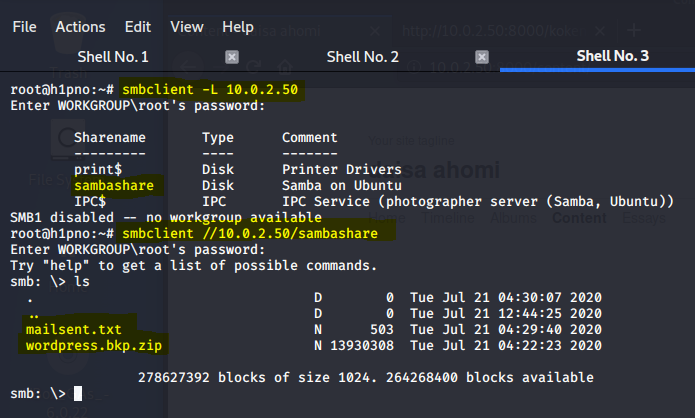 File Actions Edit View Help
Shell No. 1 Shell No. 2 Shell No. 3
root@h1pno:~# smbclient -L 10.0.2.50
Enter WORKGROUP\root's password:
Sharename Type Comment
--------- ---- -------
print$ Disk Printer Drivers
sambashare Disk Samba on Ubuntu
IPC$ IPC IPC Service (photographer server (Samba, Ubuntu))
SMB1 disabled -- no workgroup available
root@h1pno:~# smbclient //10.0.2.50/sambashare
Enter WORKGROUP\root's password:
Try "help" to get a list of possible commands.
smb: \> ls
. D 0 Tue Jul 21 04:30:07 2020
.. D 0 Tue Jul 21 12:44:25 2020
mailsent.txt N 503 Tue Jul 21 04:29:40 2020
wordpress.bkp.zip N 13930308 Tue Jul 21 04:22:23 2020
278627392 blocks of size 1024. 264268400 blocks available
smb: \>